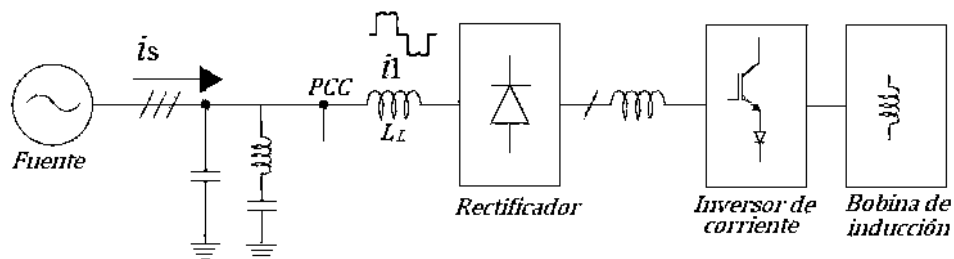 is
i1
PCC
LL
Fuente
Rectificador
Inversor de
corriente
Bobina de
inducción